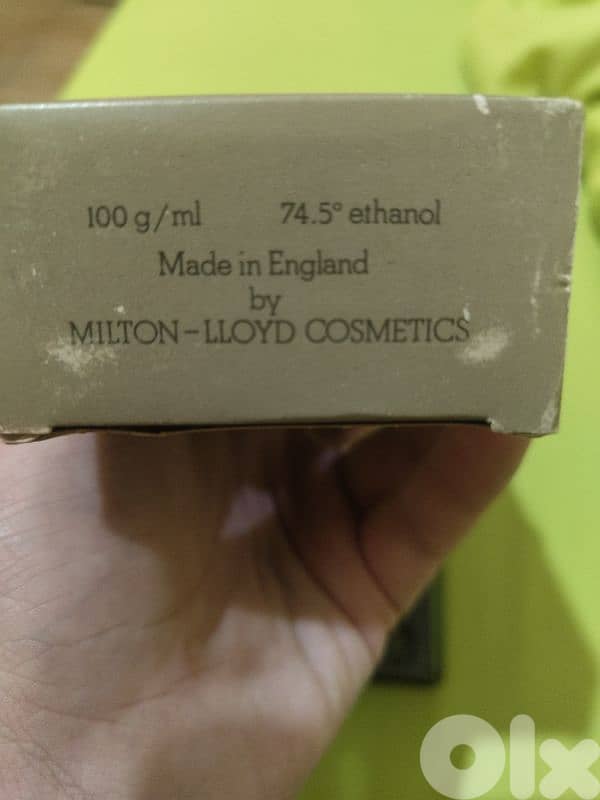 100 g/ml 74.5° ethanol
Made in England
by
MILTON-LLOYD COSMETICS
olx